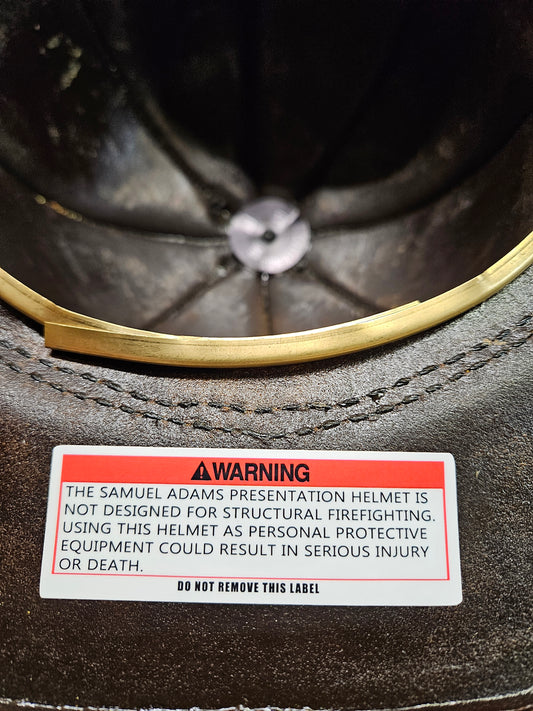 ⚠WARNING
THE SAMUEL ADAMS PRESENTATION HELMET IS
NOT DESIGNED FOR STRUCTURAL FIREFIGHTING.
USING THIS HELMET AS PERSONAL PROTECTIVE
EQUIPMENT COULD RESULT IN SERIOUS INJURY
OR DEATH.
DO NOT REMOVE THIS LABEL